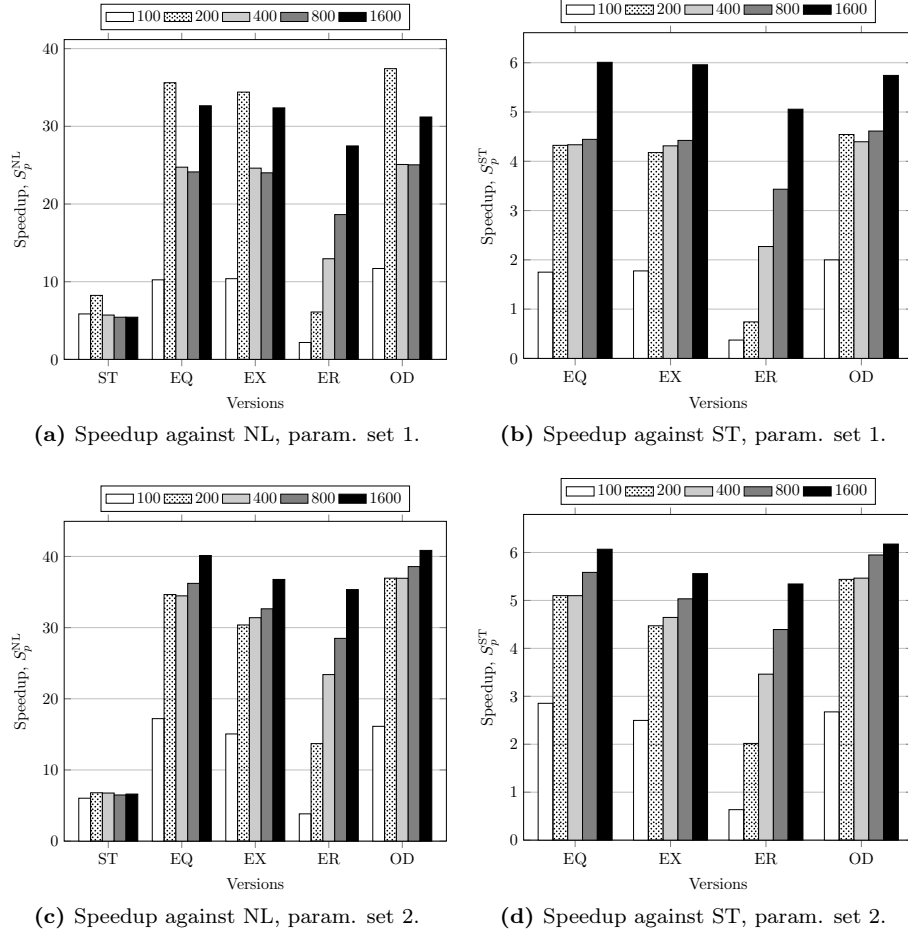 100 200 400 800 1600
40
30
20
10
0
Speedup, S_p^NL
ST EQ EX ER OD
Versions
(a) Speedup against NL, param. set 1.
100 200 400 800 1600
6
5
4
3
2
1
0
Speedup, S_p^ST
EQ EX ER OD
Versions
(b) Speedup against ST, param. set 1.
100 200 400 800 1600
40
30
20
10
0
Speedup, S_p^NL
ST EQ EX ER OD
Versions
(c) Speedup against NL, param. set 2.
100 200 400 800 1600
6
5
4
3
2
1
0
Speedup, S_p^ST
EQ EX ER OD
Versions
(d) Speedup against ST, param. set 2.